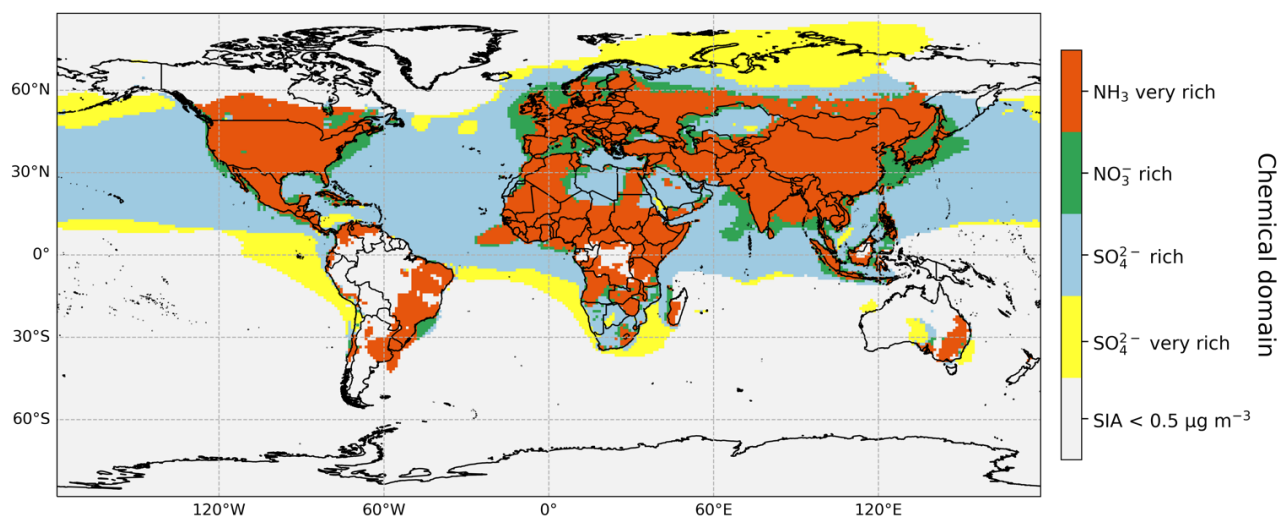 60°N
30°N
0°
30°S
60°S
120°W 60°W 0° 60°E 120°E
NH₃ very rich
NO₃⁻ rich
SO₄²⁻ rich
SO₄²⁻ very rich
SIA < 0.5 µg m⁻³
Chemical domain